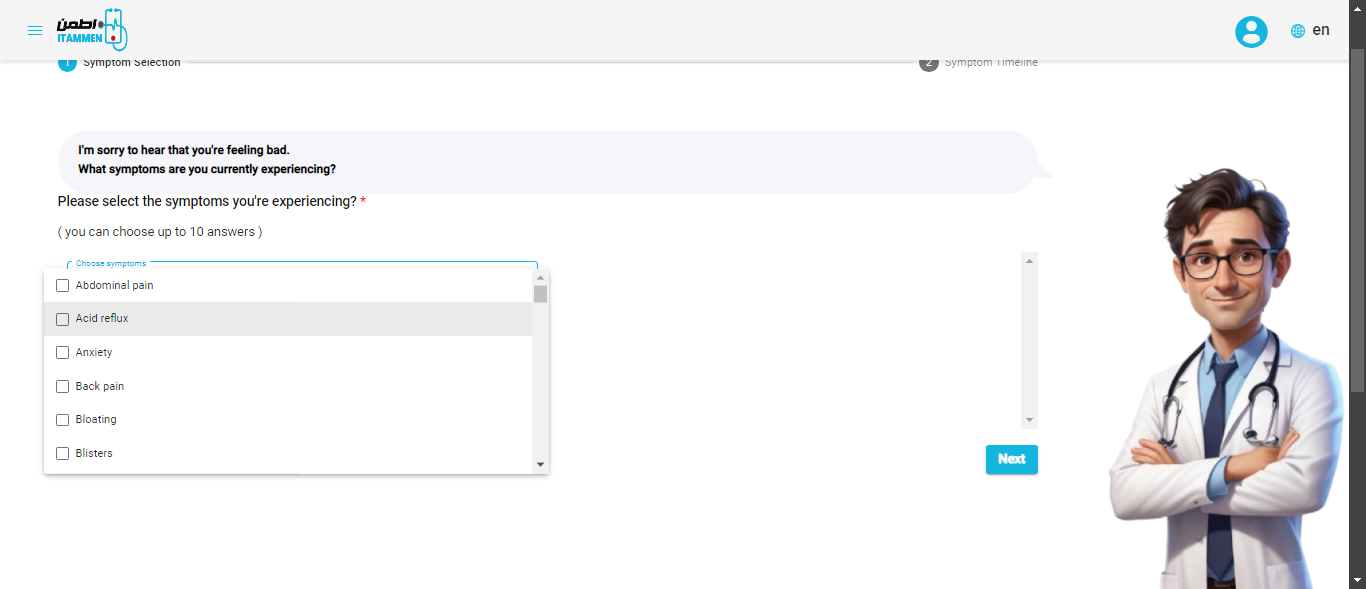 اطمن
ITAMMEN
en
1 Symptom Selection
2 Symptom Timeline
I'm sorry to hear that you're feeling bad.
What symptoms are you currently experiencing?
Please select the symptoms you're experiencing? *
( you can choose up to 10 answers )
Choose symptoms
Abdominal pain
Acid reflux
Anxiety
Back pain
Bloating
Blisters
Next